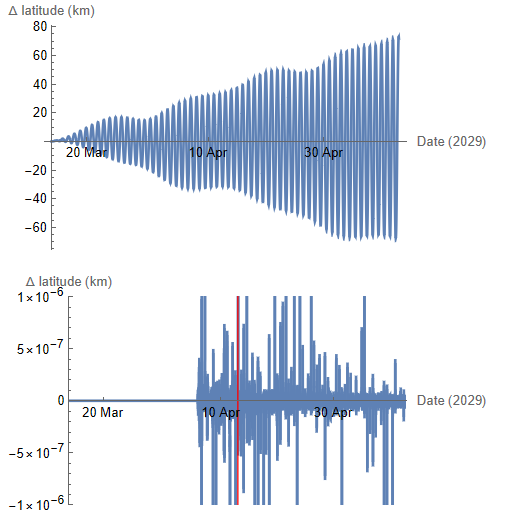 Δ latitude (km)
80
60
40
20
Date (2029)
20 Mar 10 Apr 30 Apr
−20
−40
−60
Δ latitude (km)
1×10⁻⁶
5×10⁻⁷
0
Date (2029)
20 Mar 10 Apr 30 Apr
−5×10⁻⁷
−1×10⁻⁶